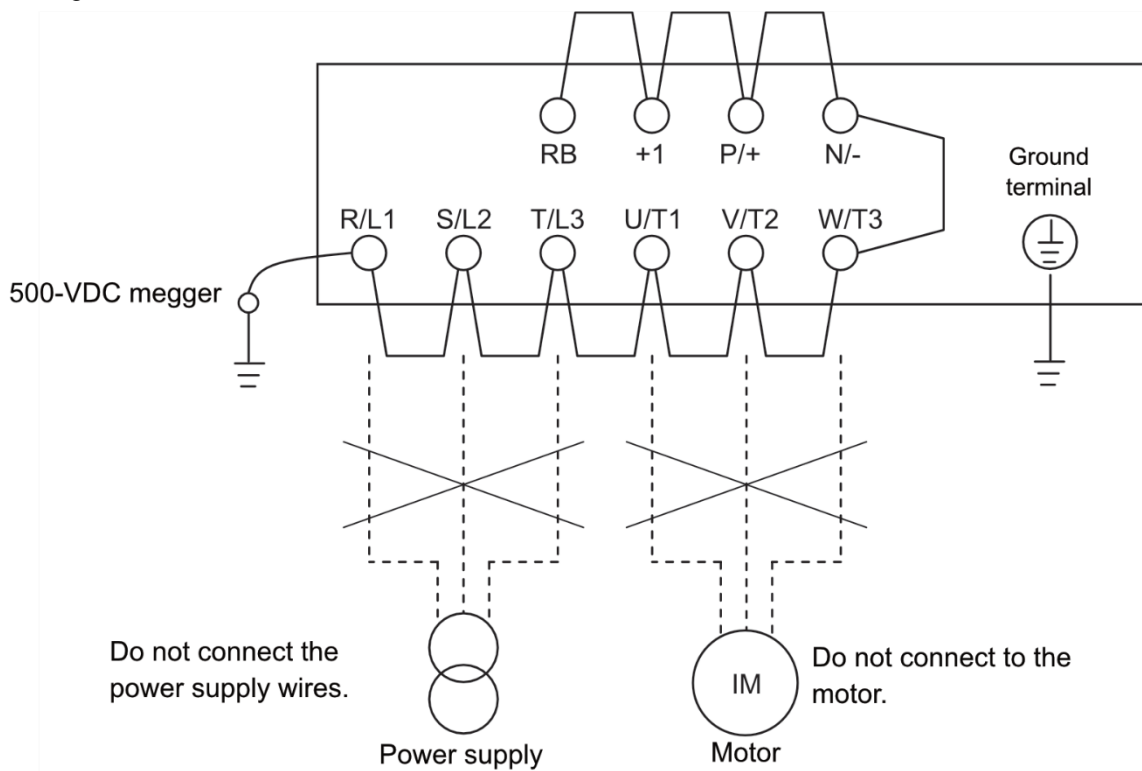 RB +1 P/+ N/-
Ground
terminal
R/L1 S/L2 T/L3 U/T1 V/T2 W/T3
500-VDC megger
Do not connect the
power supply wires.
Power supply
IM
Motor
Do not connect to the
motor.